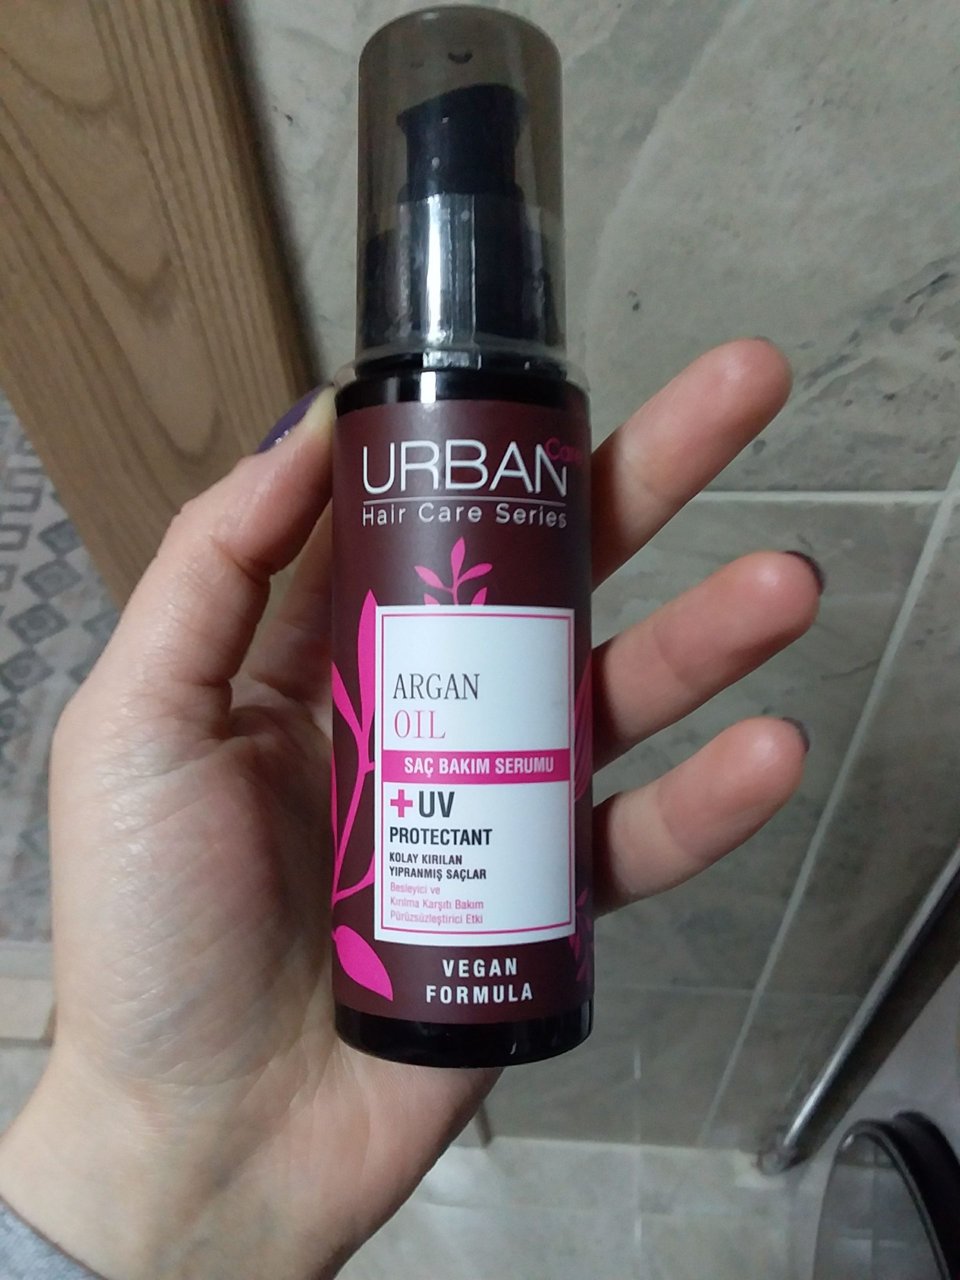 URBAN Care
Hair Care Series
ARGAN
OIL
SAÇ BAKIM SERUMU
+UV
PROTECTANT
KOLAY KIRILAN
YIPRANMIŞ SAÇLAR
Besleyici ve
Kırılma Karşıtı Bakım
Pürüzsüzleştirici Etki
VEGAN
FORMULA